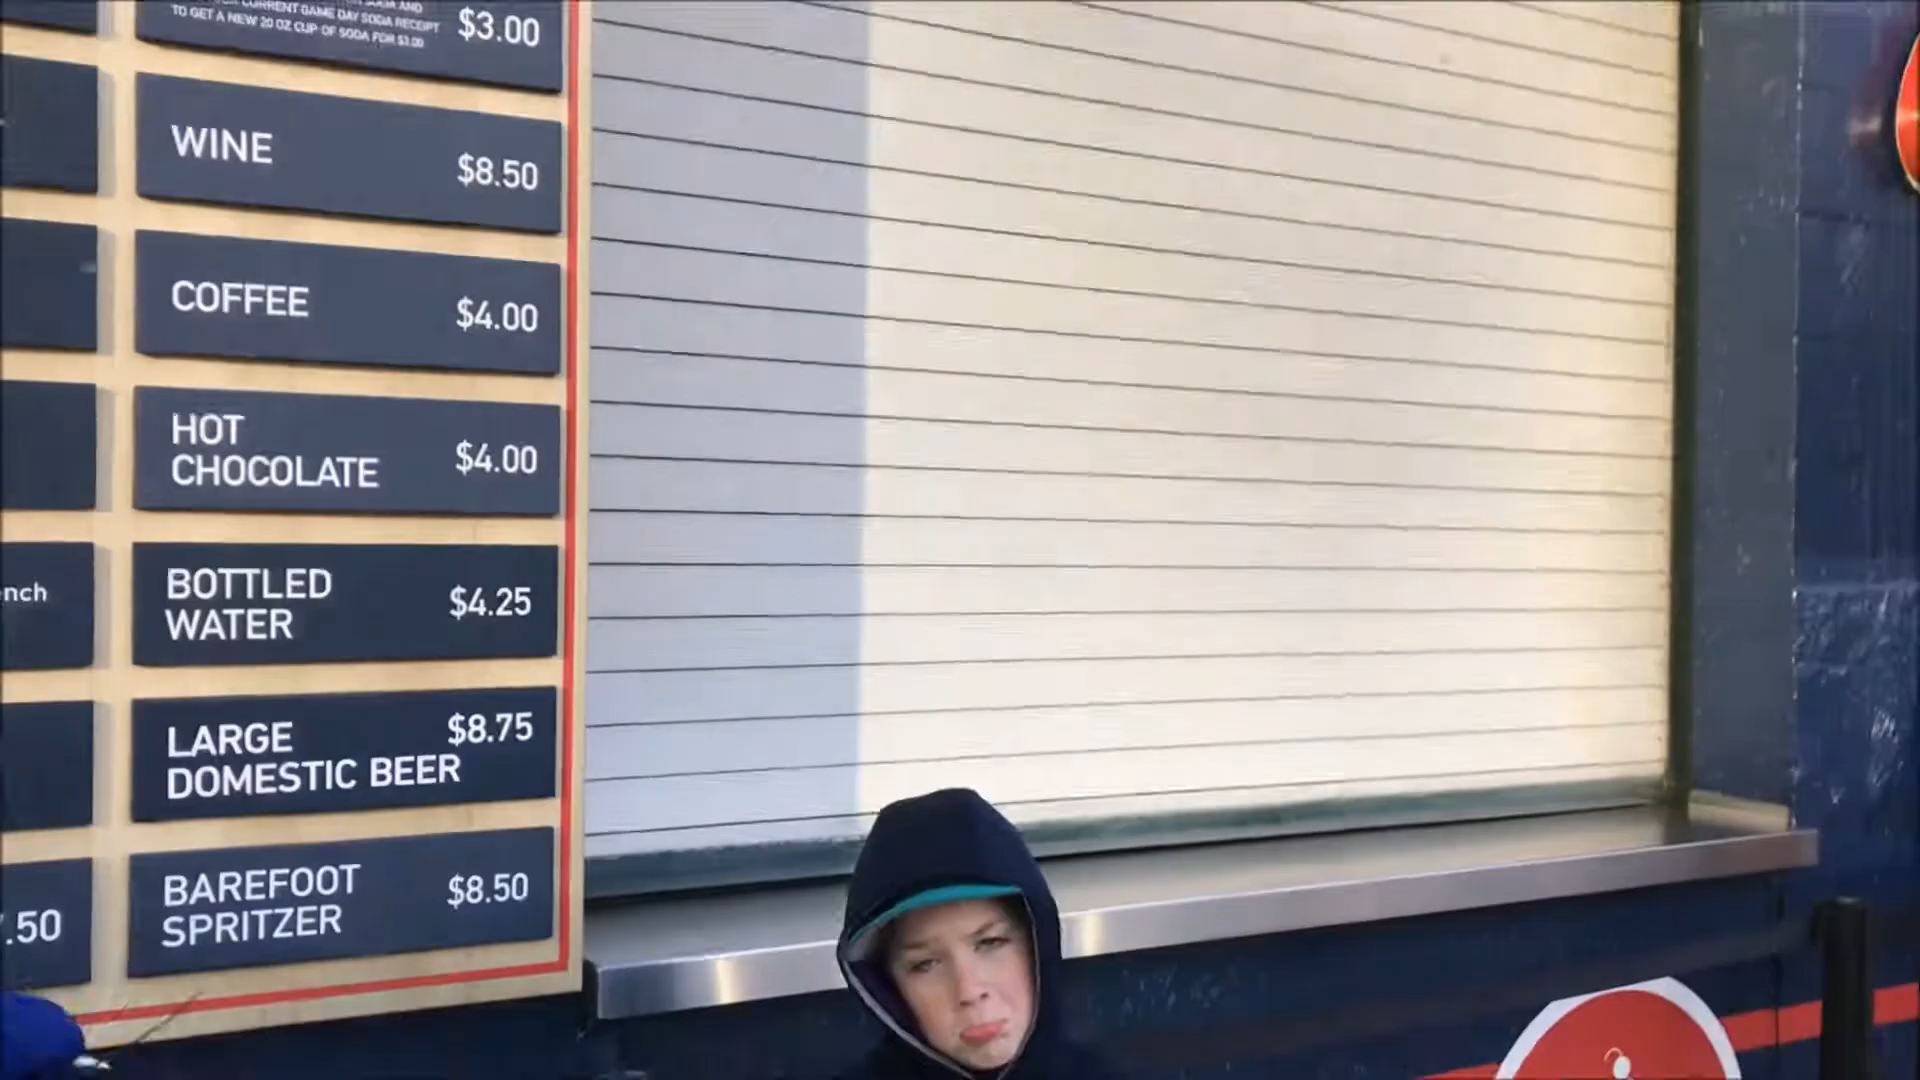 SODA AND
CURRENT GAME DAY SODA RECEIPT
TO GET A NEW 20 OZ CUP OF SODA FOR $3.00
$3.00
WINE
$8.50
COFFEE
$4.00
HOT
CHOCOLATE
$4.00
BOTTLED
WATER
$4.25
LARGE
DOMESTIC BEER
$8.75
BAREFOOT
SPRITZER
$8.50
nch
.50